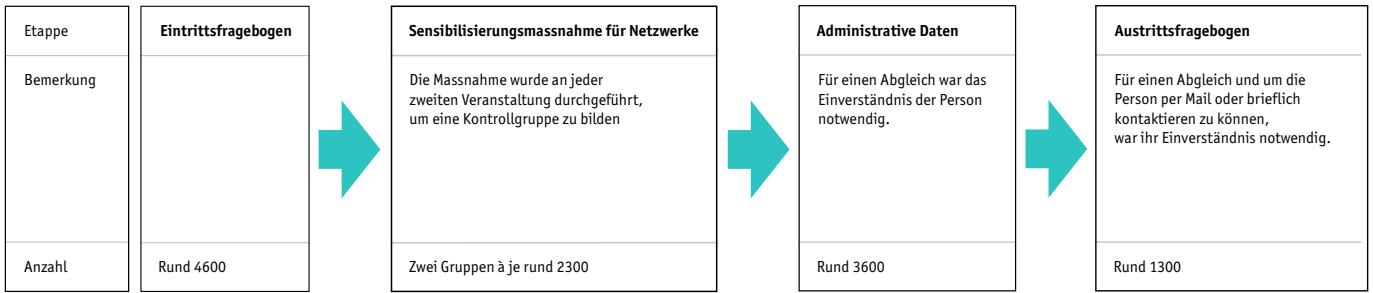 Etappe
Eintrittsfragebogen
Sensibilisierungsmassnahme für Netzwerke
Administrative Daten
Austrittsfragebogen
Bemerkung
Die Massnahme wurde an jeder
zweiten Veranstaltung durchgeführt,
um eine Kontrollgruppe zu bilden
Für einen Abgleich war das
Einverständnis der Person
notwendig.
Für einen Abgleich und um die
Person per Mail oder brieflich
kontaktieren zu können,
war ihr Einverständnis notwendig.
Anzahl
Rund 4600
Zwei Gruppen à je rund 2300
Rund 3600
Rund 1300